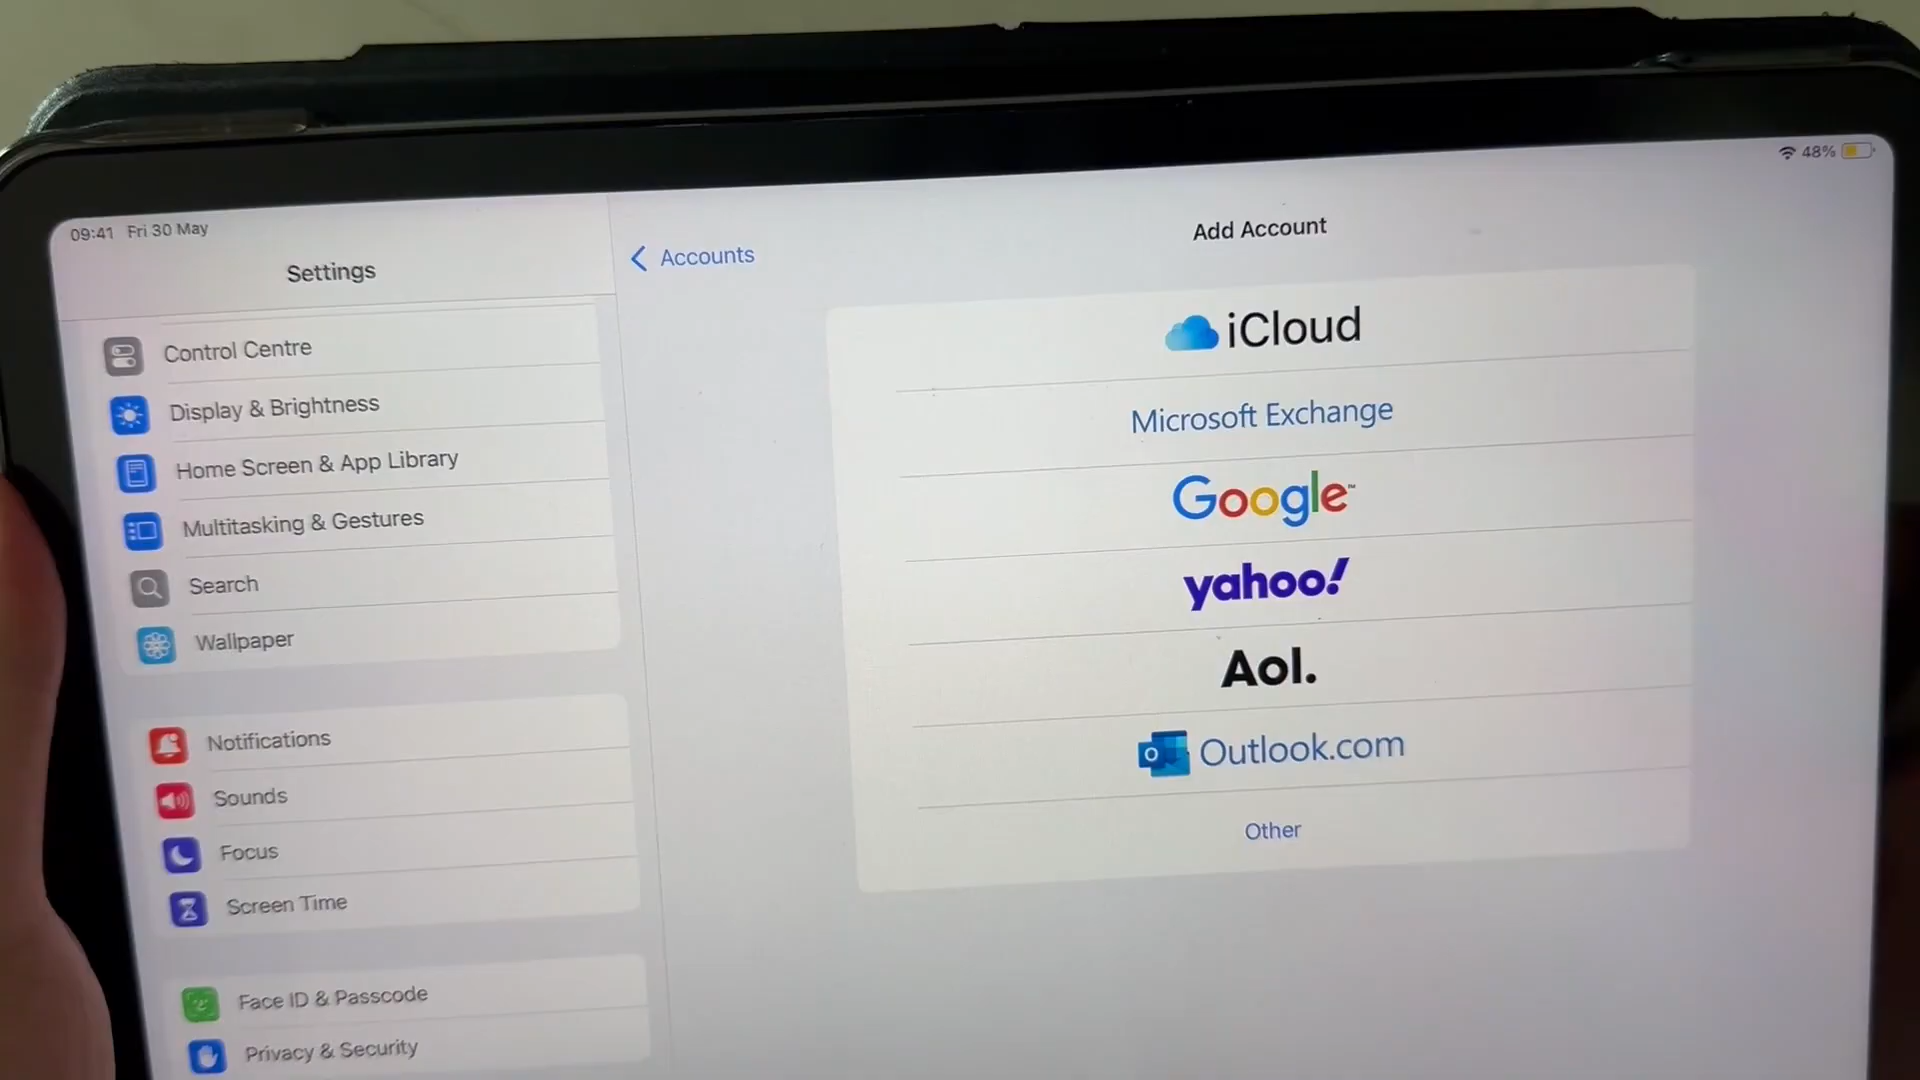 09:41 Fri 30 May
48%
Settings
Control Centre
Display & Brightness
Home Screen & App Library
Multitasking & Gestures
Search
Wallpaper
Notifications
Sounds
Focus
Screen Time
Face ID & Passcode
Privacy & Security
Accounts
Add Account
iCloud
Microsoft Exchange
Google™
yahoo!
Aol.
Outlook.com
Other